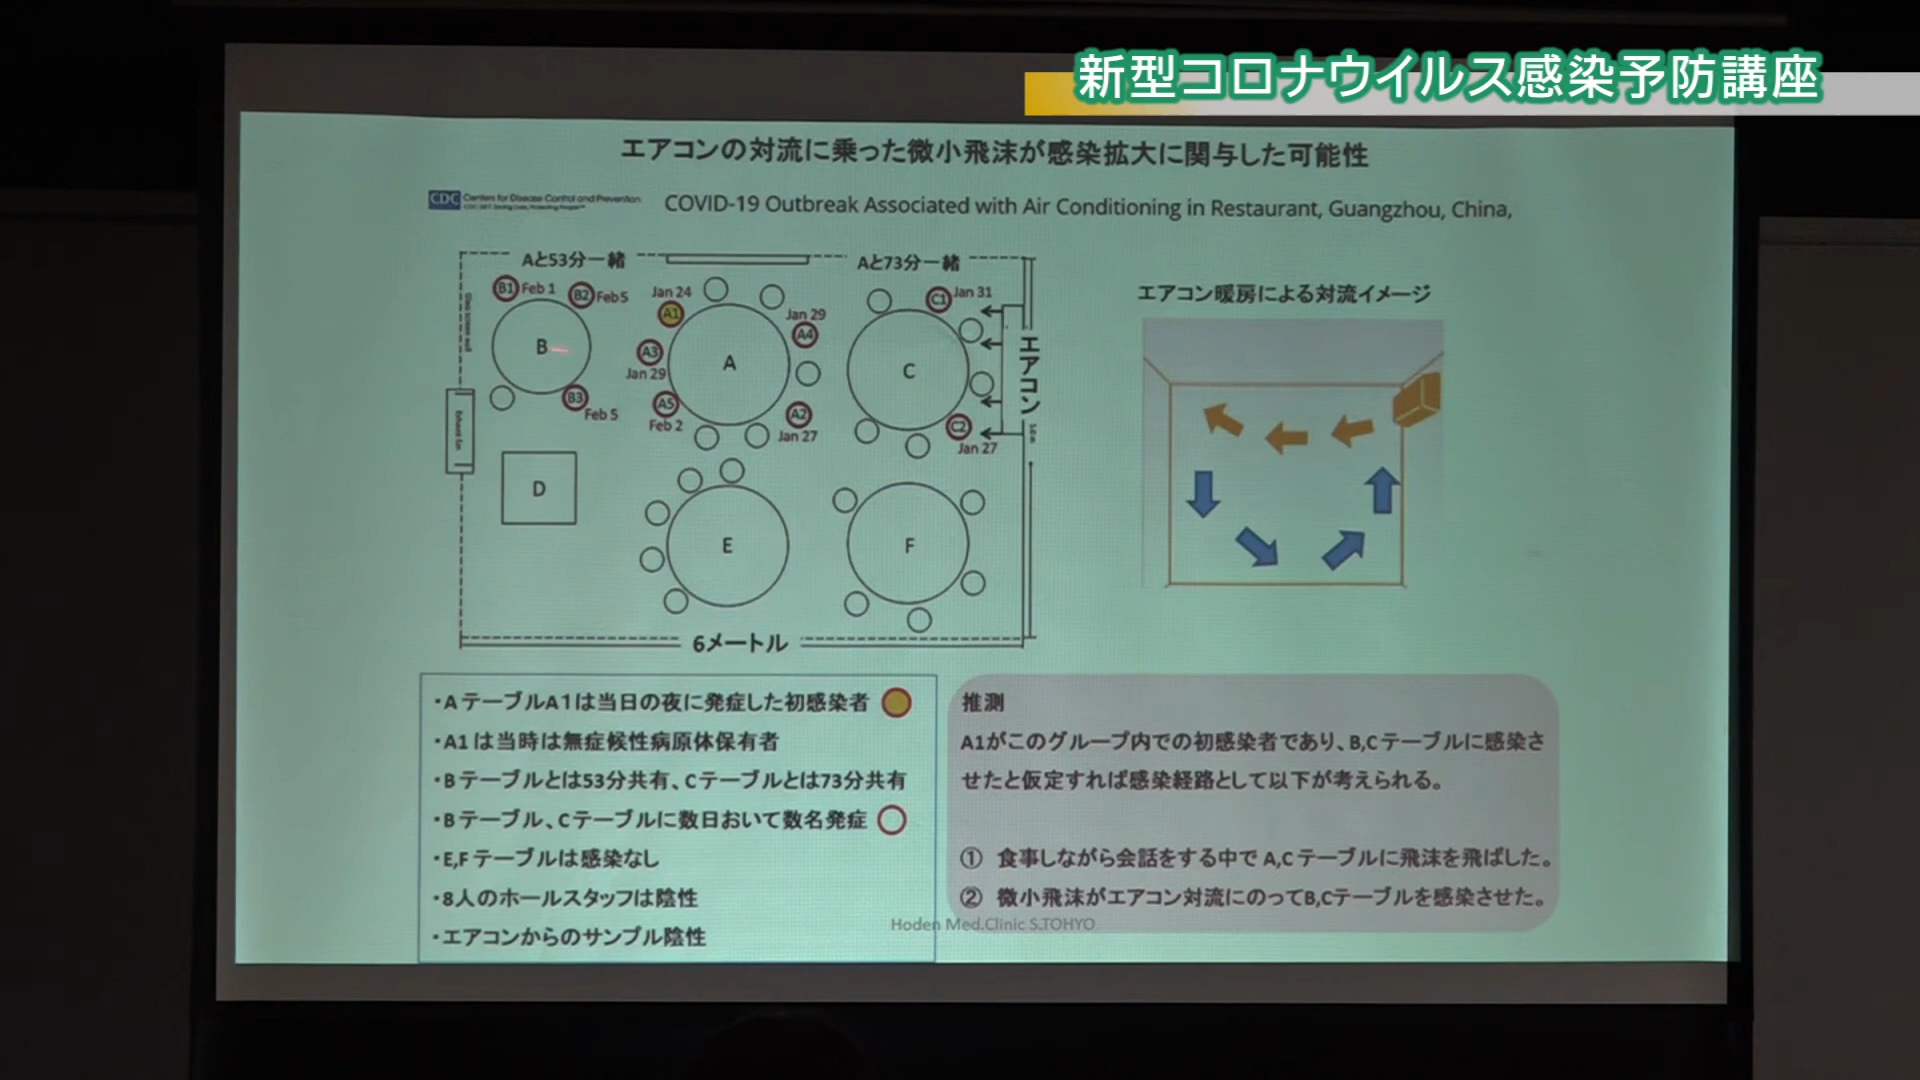 新型コロナウイルス感染予防講座
エアコンの対流に乗った微小飛沫が感染拡大に関与した可能性
CDC Centers for Disease Control and Prevention
COVID-19 Outbreak Associated with Air Conditioning in Restaurant, Guangzhou, China,
Aと53分一緒
Aと73分一緒
B1 Feb 1
B2 Feb 5
B
B3
Feb 5
Jan 24
A1
Jan 29
A4
A3
Jan 29
A
A5
Feb 2
A2
Jan 27
C1 Jan 31
C
C2
Jan 27
エアコン
Exhaust fan
D
E
F
6メートル
エアコン暖房による対流イメージ
・AテーブルA1は当日の夜に発症した初感染者
・A1は当時は無症候性病原体保有者
・Bテーブルとは53分共有、Cテーブルとは73分共有
・Bテーブル、Cテーブルに数日おいて数名発症
・E,Fテーブルは感染なし
・8人のホールスタッフは陰性
・エアコンからのサンプル陰性
推測
A1がこのグループ内での初感染者であり、B,Cテーブルに感染さ
せたと仮定すれば感染経路として以下が考えられる。
① 食事しながら会話をする中でA,Cテーブルに飛沫を飛ばした。
② 微小飛沫がエアコン対流にのってB,Cテーブルを感染させた。
Hoden Med.Clinic S.TOHYO